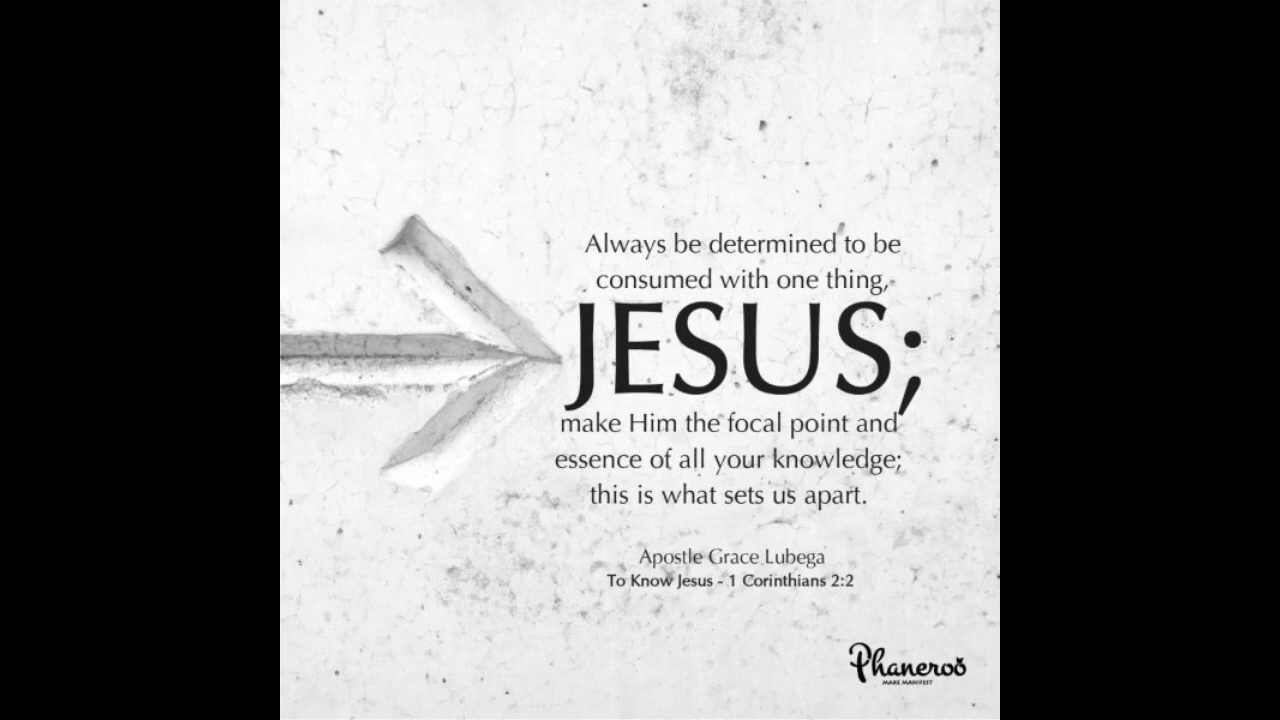 Always be determined to be
consumed with one thing,
JESUS;
make Him the focal point and
essence of all your knowledge;
this is what sets us apart.
Apostle Grace Lubega
To Know Jesus - 1 Corinthians 2:2
Phaneroo
MAKE MANIFEST